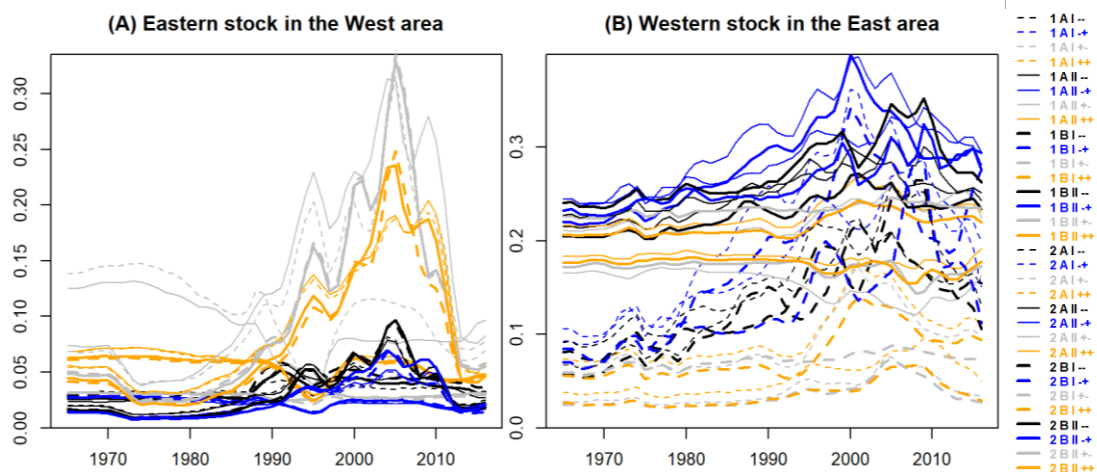 (A) Eastern stock in the West area
(B) Western stock in the East area
0.30
0.25
0.20
0.15
0.10
0.05
0.00
1970 1980 1990 2000 2010
0.3
0.2
0.1
0.0
1970 1980 1990 2000 2010
1 A I --
1 A I -+
1 A I +-
1 A I ++
1 A II --
1 A II -+
1 A II +-
1 A II ++
1 B I --
1 B I -+
1 B I +-
1 B I ++
1 B II --
1 B II -+
1 B II +-
1 B II ++
2 A I --
2 A I -+
2 A I +-
2 A I ++
2 A II --
2 A II -+
2 A II +-
2 A II ++
2 B I --
2 B I -+
2 B I +-
2 B I ++
2 B II --
2 B II -+
2 B II +-
2 B II ++